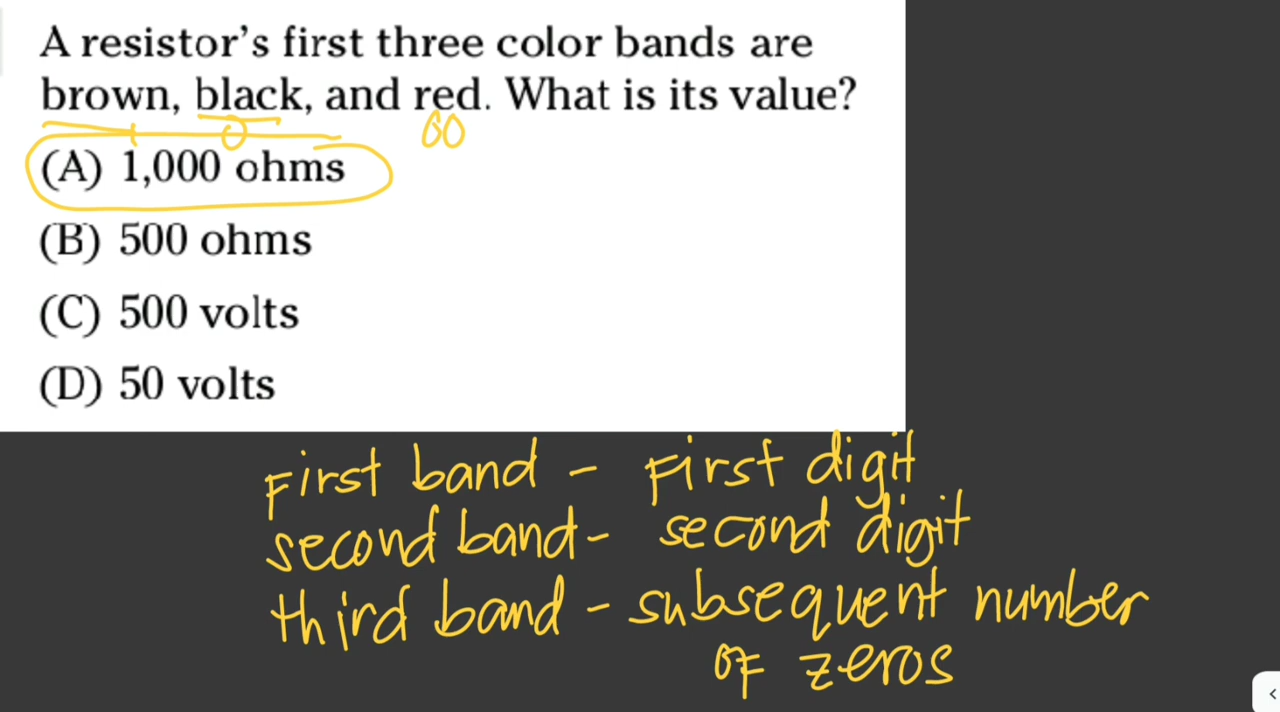 A resistor's first three color bands are
brown, black, and red. What is its value?
1 0 00
(A) 1,000 ohms
(B) 500 ohms
(C) 500 volts
(D) 50 volts
First band - First digit
second band - second digit
third band - subsequent number
of zeros
<